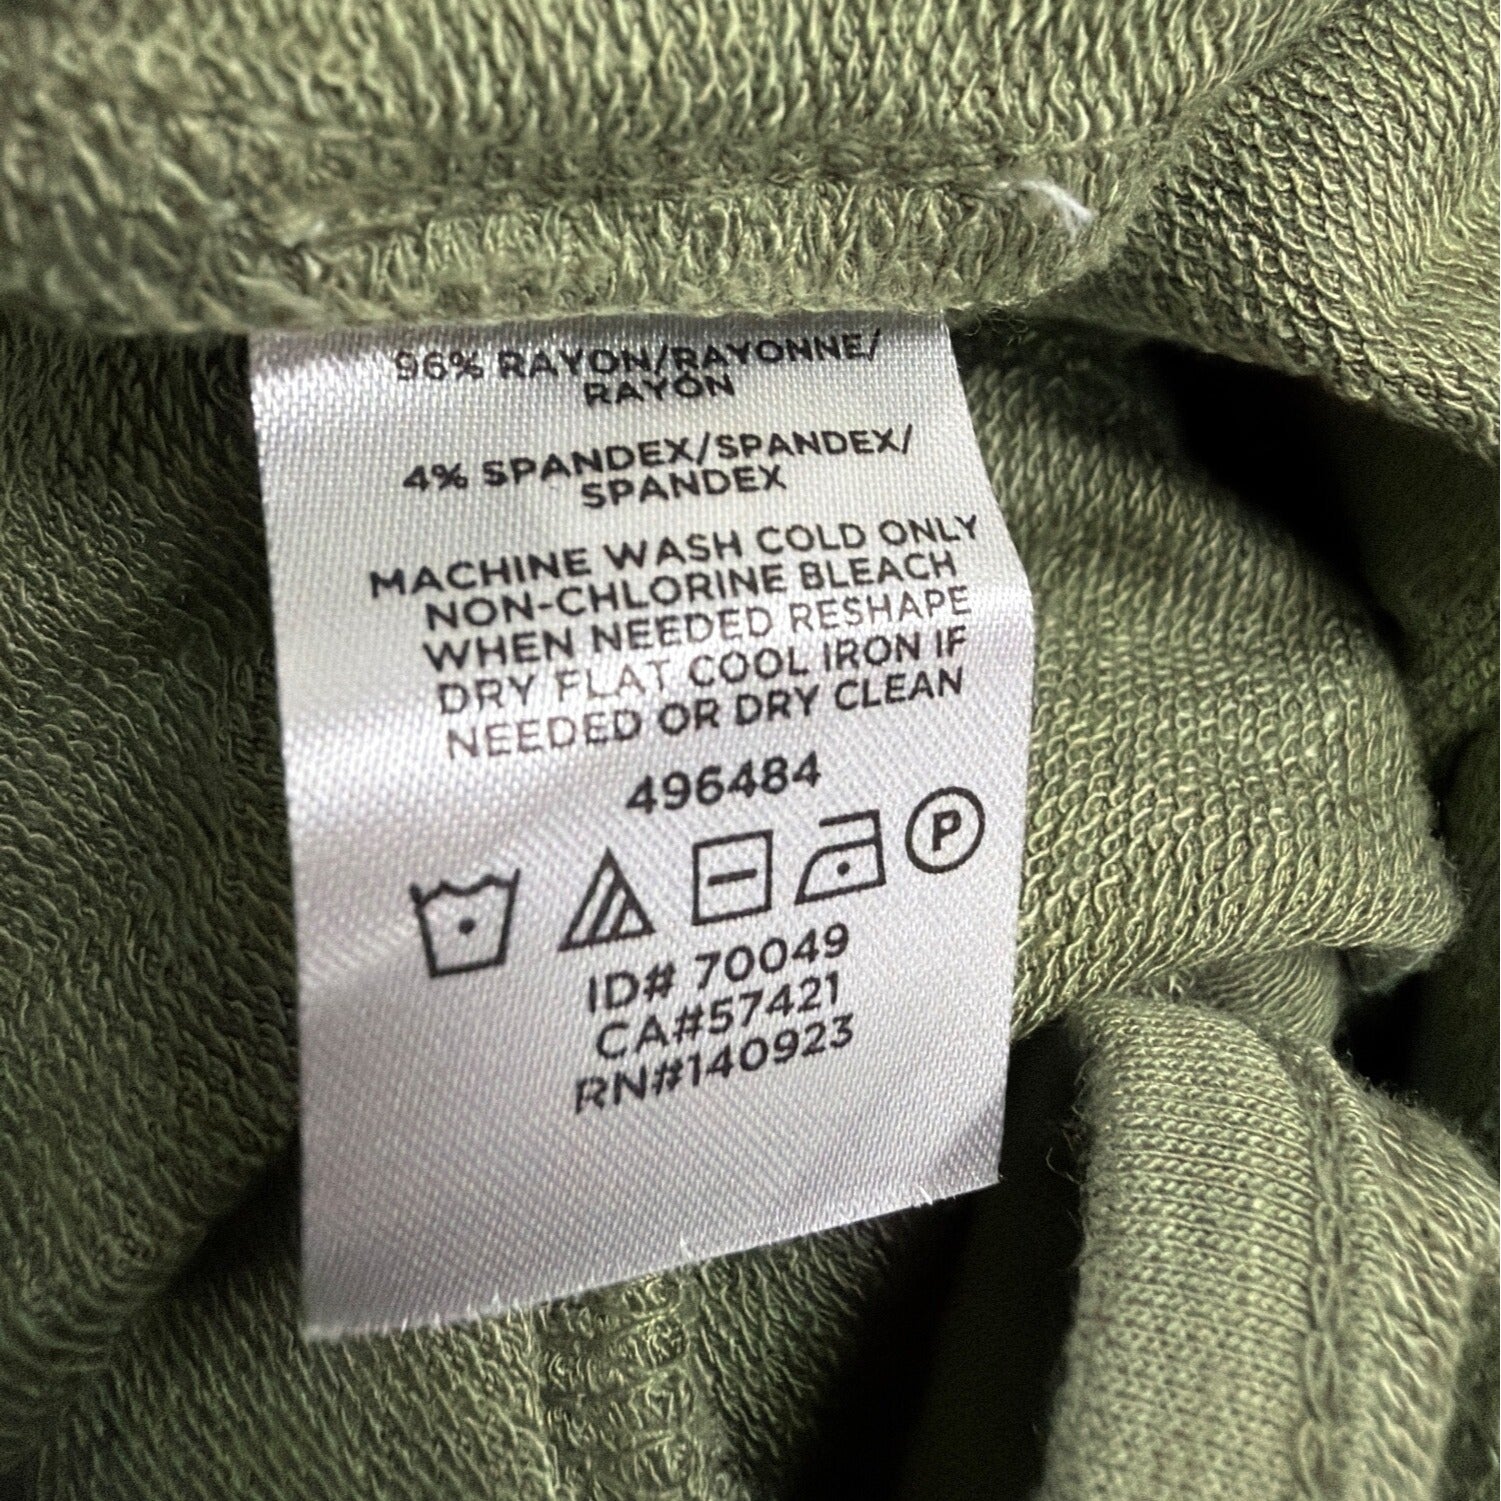 96% RAYON/RAYONNE/
RAYÓN
4% SPANDEX/SPANDEX/
SPANDEX
MACHINE WASH COLD ONLY
NON-CHLORINE BLEACH
WHEN NEEDED RESHAPE
DRY FLAT COOL IRON IF
NEEDED OR DRY CLEAN
496484
P
ID# 70049
CA#57421
RN#140923